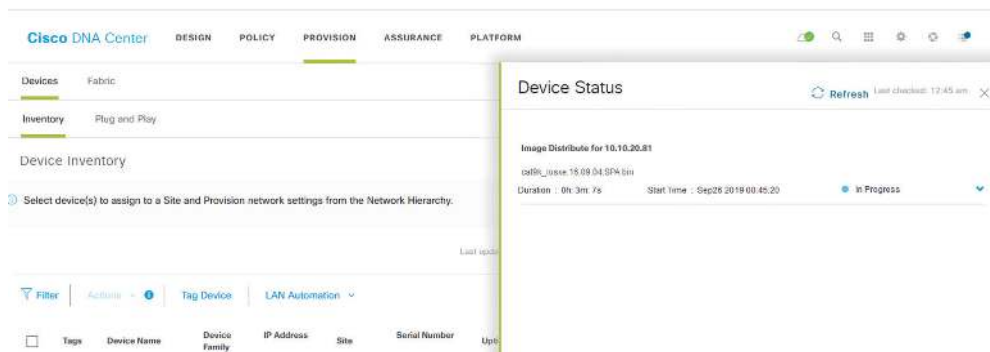 Cisco DNA Center DESIGN POLICY PROVISION ASSURANCE PLATFORM
Devices Fabric
Inventory Plug and Play
Device Inventory
Select device(s) to assign to a Site and Provision network settings from the Network Hierarchy.
Last upda
Filter Actions Tag Device LAN Automation
Tags Device Name Device Family IP Address Site Serial Number Upti
Device Status
Refresh Last checked: 12:45 am
Image Distribute for 10.10.20.81
cat9k_iosxe.16.09.04.SPA.bin
Duration : 0h: 3m: 7s Start Time : Sep26 2019 00:45:20 In Progress